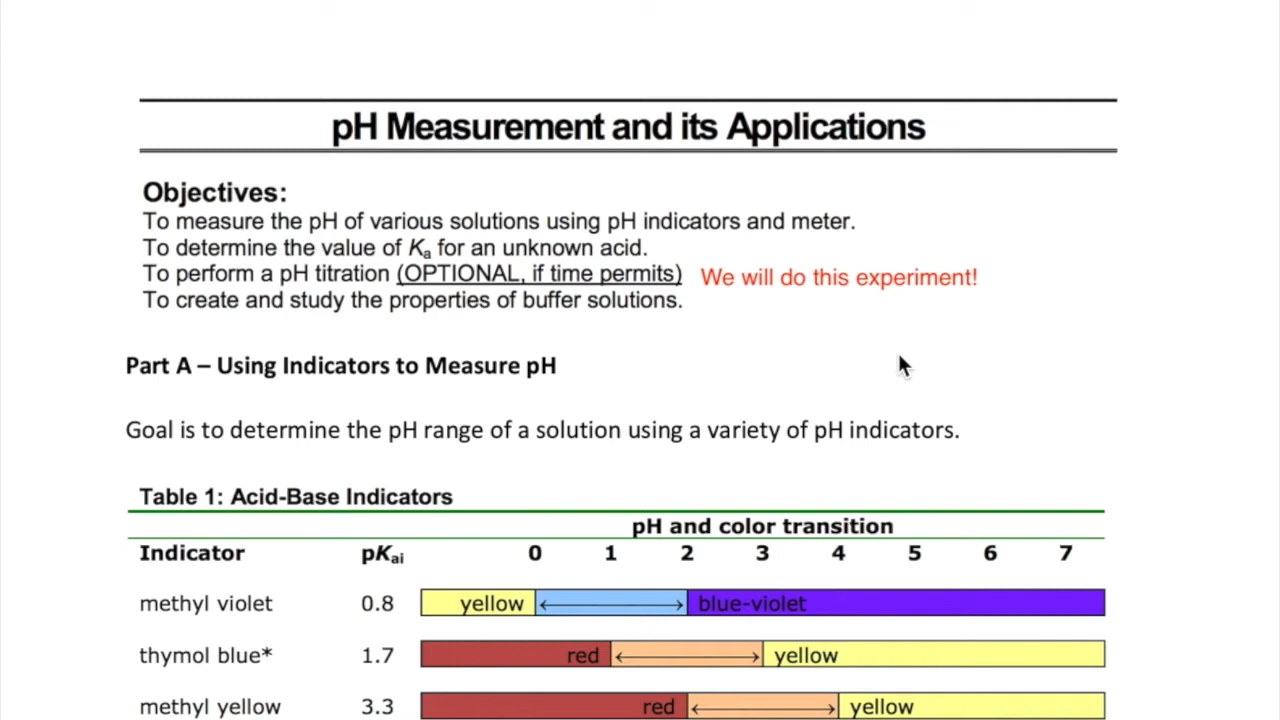 pH Measurement and its Applications
Objectives:
To measure the pH of various solutions using pH indicators and meter.
To determine the value of Ka for an unknown acid.
To perform a pH titration (OPTIONAL, if time permits) We will do this experiment!
To create and study the properties of buffer solutions.
Part A – Using Indicators to Measure pH
Goal is to determine the pH range of a solution using a variety of pH indicators.
Table 1: Acid-Base Indicators
pH and color transition
Indicator pKai 0 1 2 3 4 5 6 7
methyl violet 0.8 yellow blue-violet
thymol blue* 1.7 red yellow
methyl yellow 3.3 red yellow